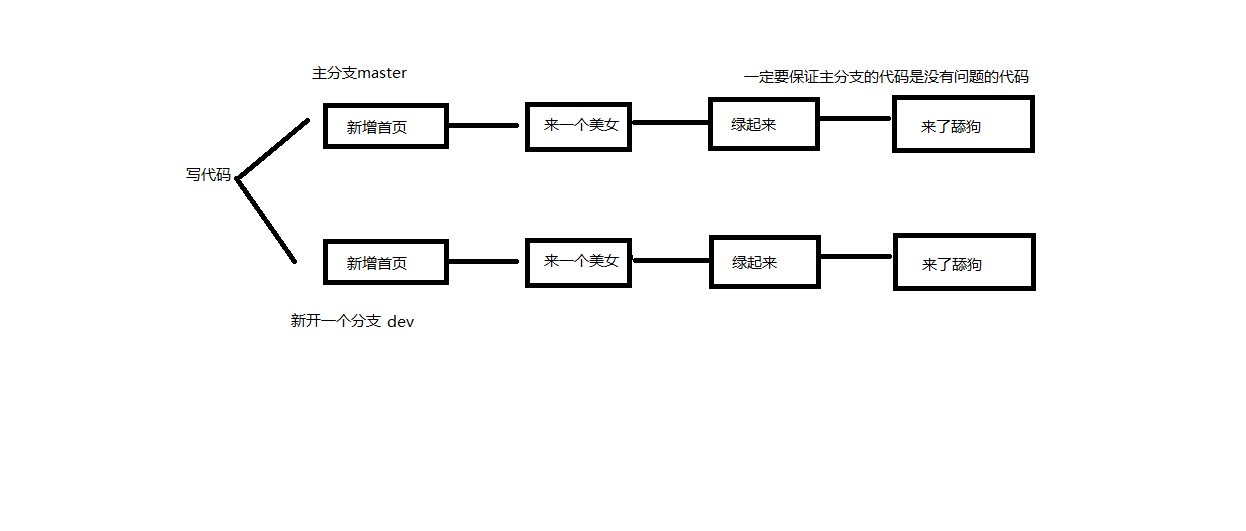 主分支master
一定要保证主分支的代码是没有问题的代码
新增首页
来一个美女
绿起来
来了舔狗
写代码
新增首页
来一个美女
绿起来
来了舔狗
新开一个分支 dev